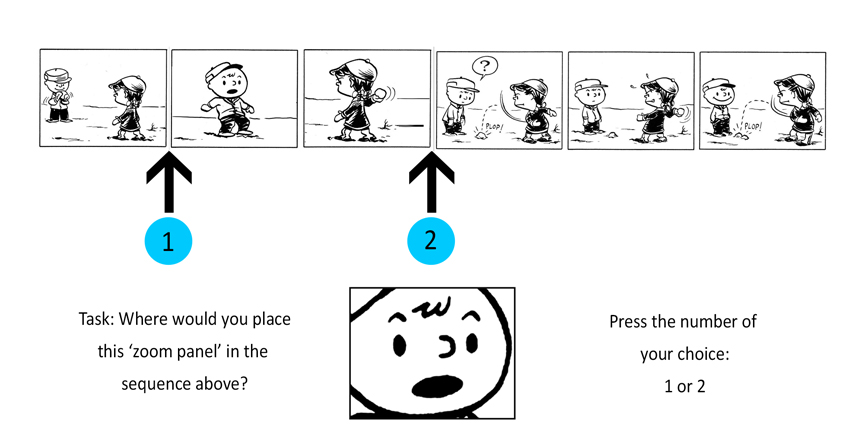 ?
PLOP!
PLOP!
1
2
Task: Where would you place
this ‘zoom panel’ in the
sequence above?
Press the number of
your choice:
1 or 2